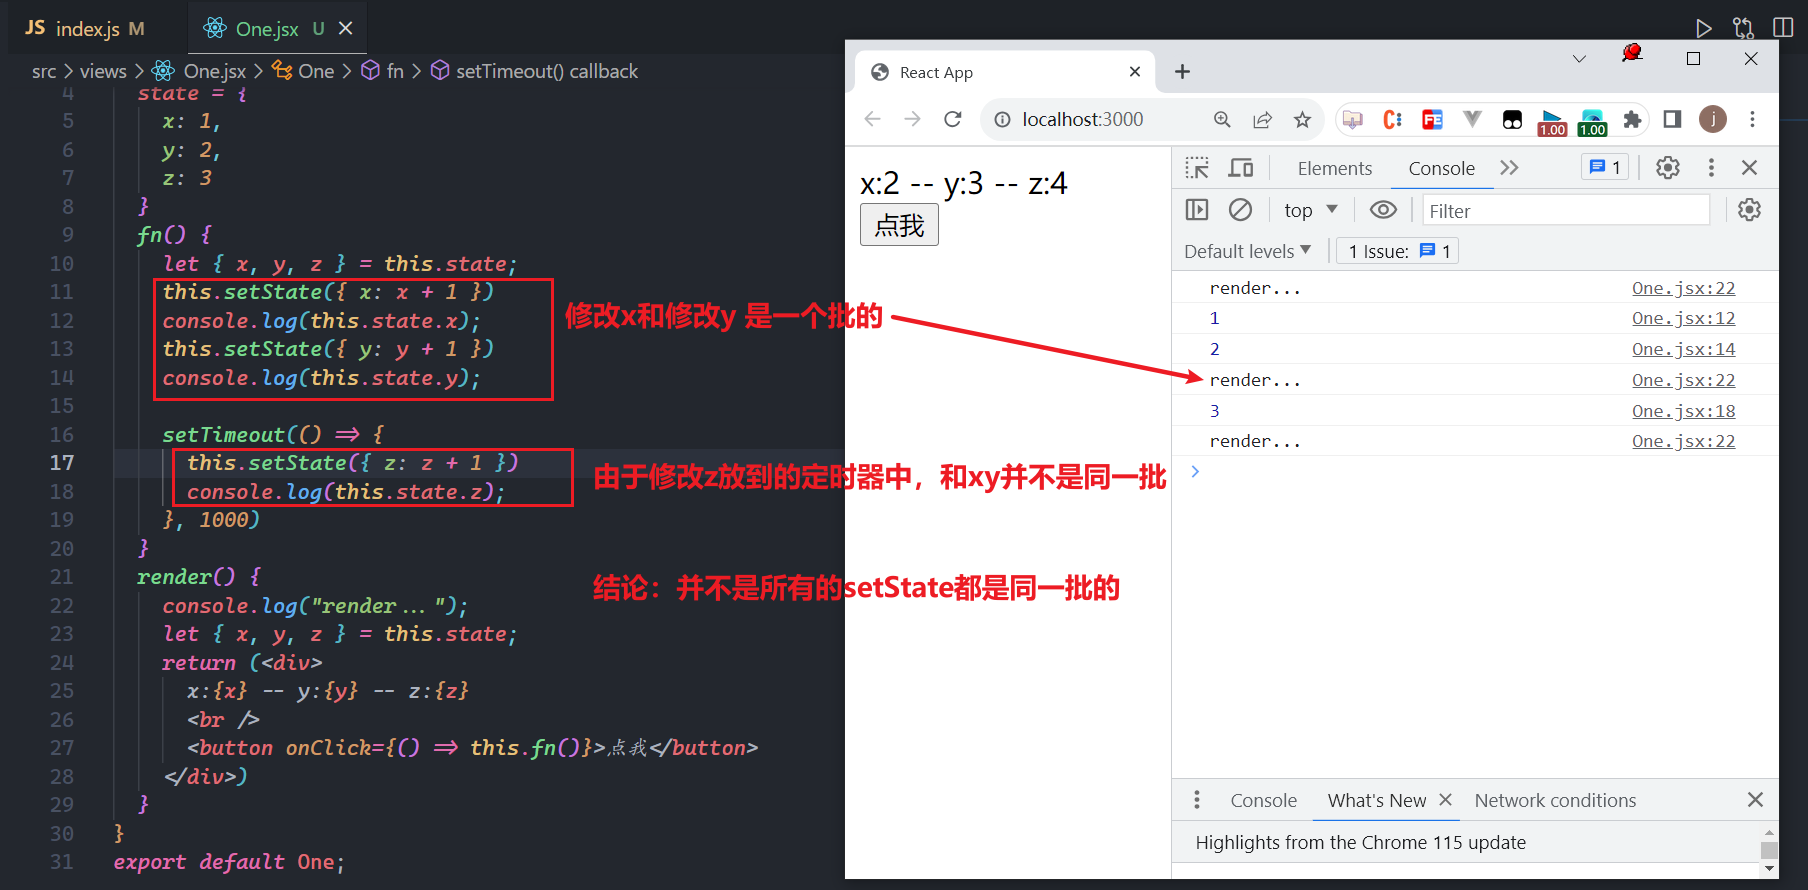 JS index.js M
One.jsx U
src > views > One.jsx > One > fn > setTimeout() callback
4 state = {
5 x: 1,
6 y: 2,
7 z: 3
8 }
9 fn() {
10 let { x, y, z } = this.state;
11 this.setState({ x: x + 1 })
12 console.log(this.state.x);
13 this.setState({ y: y + 1 })
14 console.log(this.state.y);
15
16 setTimeout(() => {
17 this.setState({ z: z + 1 })
18 console.log(this.state.z);
19 }, 1000)
20 }
21 render() {
22 console.log("render...");
23 let { x, y, z } = this.state;
24 return (<div>
25 x:{x} -- y:{y} -- z:{z}
26 <br />
27 <button onClick={() => this.fn()}>点我</button>
28 </div>)
29 }
30 }
31 export default One;
修改x和修改y 是一个批的
由于修改z放到的定时器中，和xy并不是同一批
结论：并不是所有的setState都是同一批的
React App
localhost:3000
1.00
1.00
j
x:2 -- y:3 -- z:4
点我
Elements Console 1
top Filter
Default levels 1 Issue: 1
render... One.jsx:22
1 One.jsx:12
2 One.jsx:14
render... One.jsx:22
3 One.jsx:18
render... One.jsx:22
Console What's New Network conditions
Highlights from the Chrome 115 update